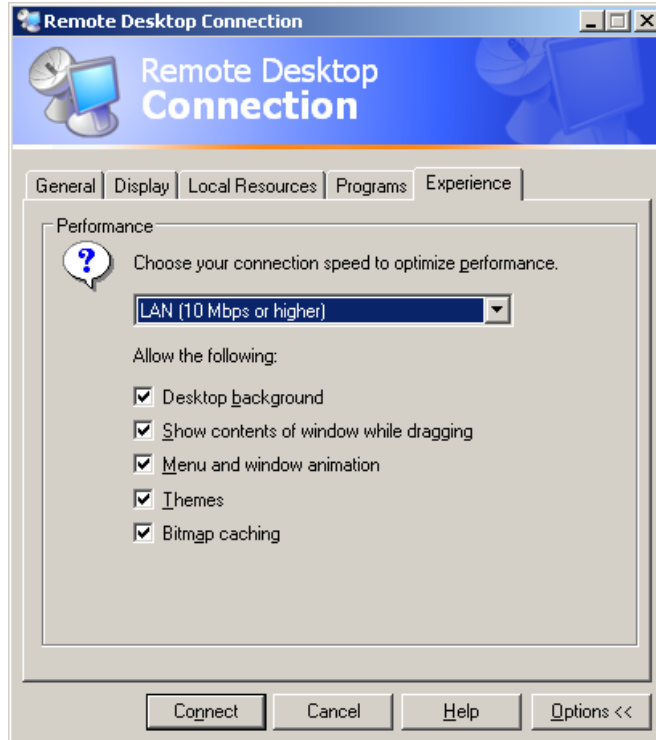 Remote Desktop Connection
Remote Desktop
Connection
General Display Local Resources Programs Experience
Performance
?
Choose your connection speed to optimize performance.
LAN (10 Mbps or higher)
Allow the following:
Desktop background
Show contents of window while dragging
Menu and window animation
Themes
Bitmap caching
Connect Cancel Help Options <<